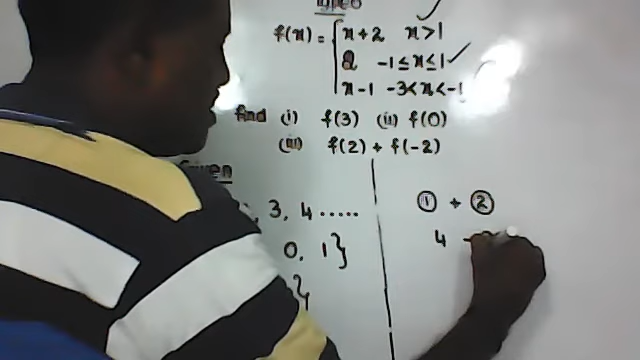 f(x) = { x+2 x>1
2 -1≤x≤1 ✓
x-1 -3<x<-1
find (i) f(3) (ii) f(0)
(iii) f(2) + f(-2)
Given
, 3, 4 .....
0, 1}
}
① + ②
4 -